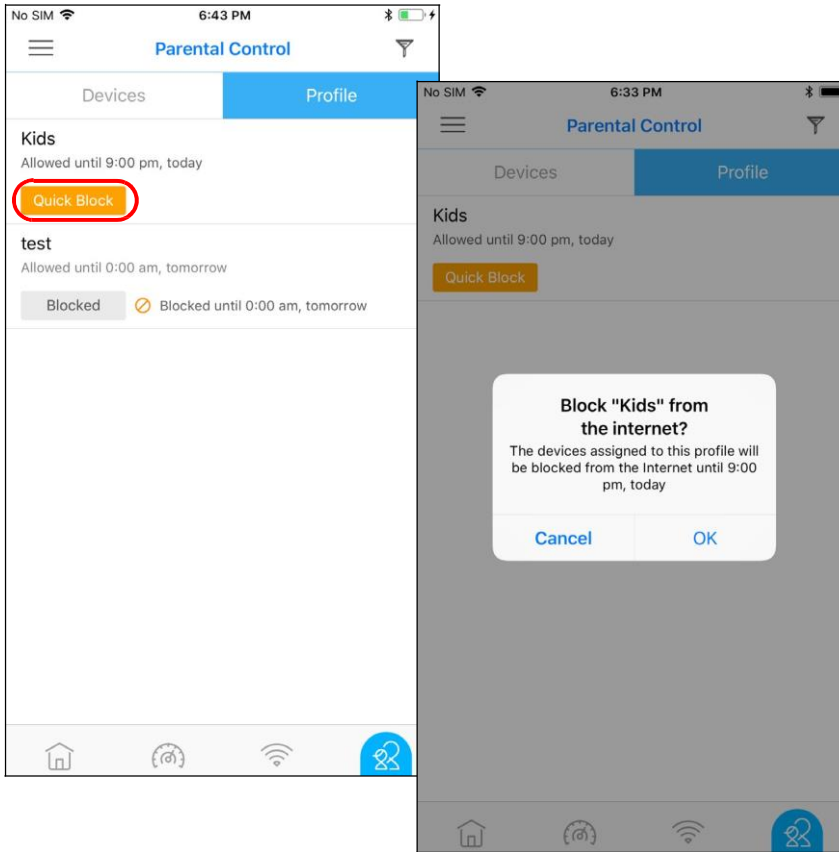 No SIM 6:43 PM
Parental Control
Devices Profile
Kids
Allowed until 9:00 pm, today
Quick Block
test
Allowed until 0:00 am, tomorrow
Blocked Blocked until 0:00 am, tomorrow
No SIM 6:33 PM
Parental Control
Devices Profile
Kids
Allowed until 9:00 pm, today
Quick Block
Block "Kids" from
the internet?
The devices assigned to this profile will
be blocked from the Internet until 9:00
pm, today
Cancel OK